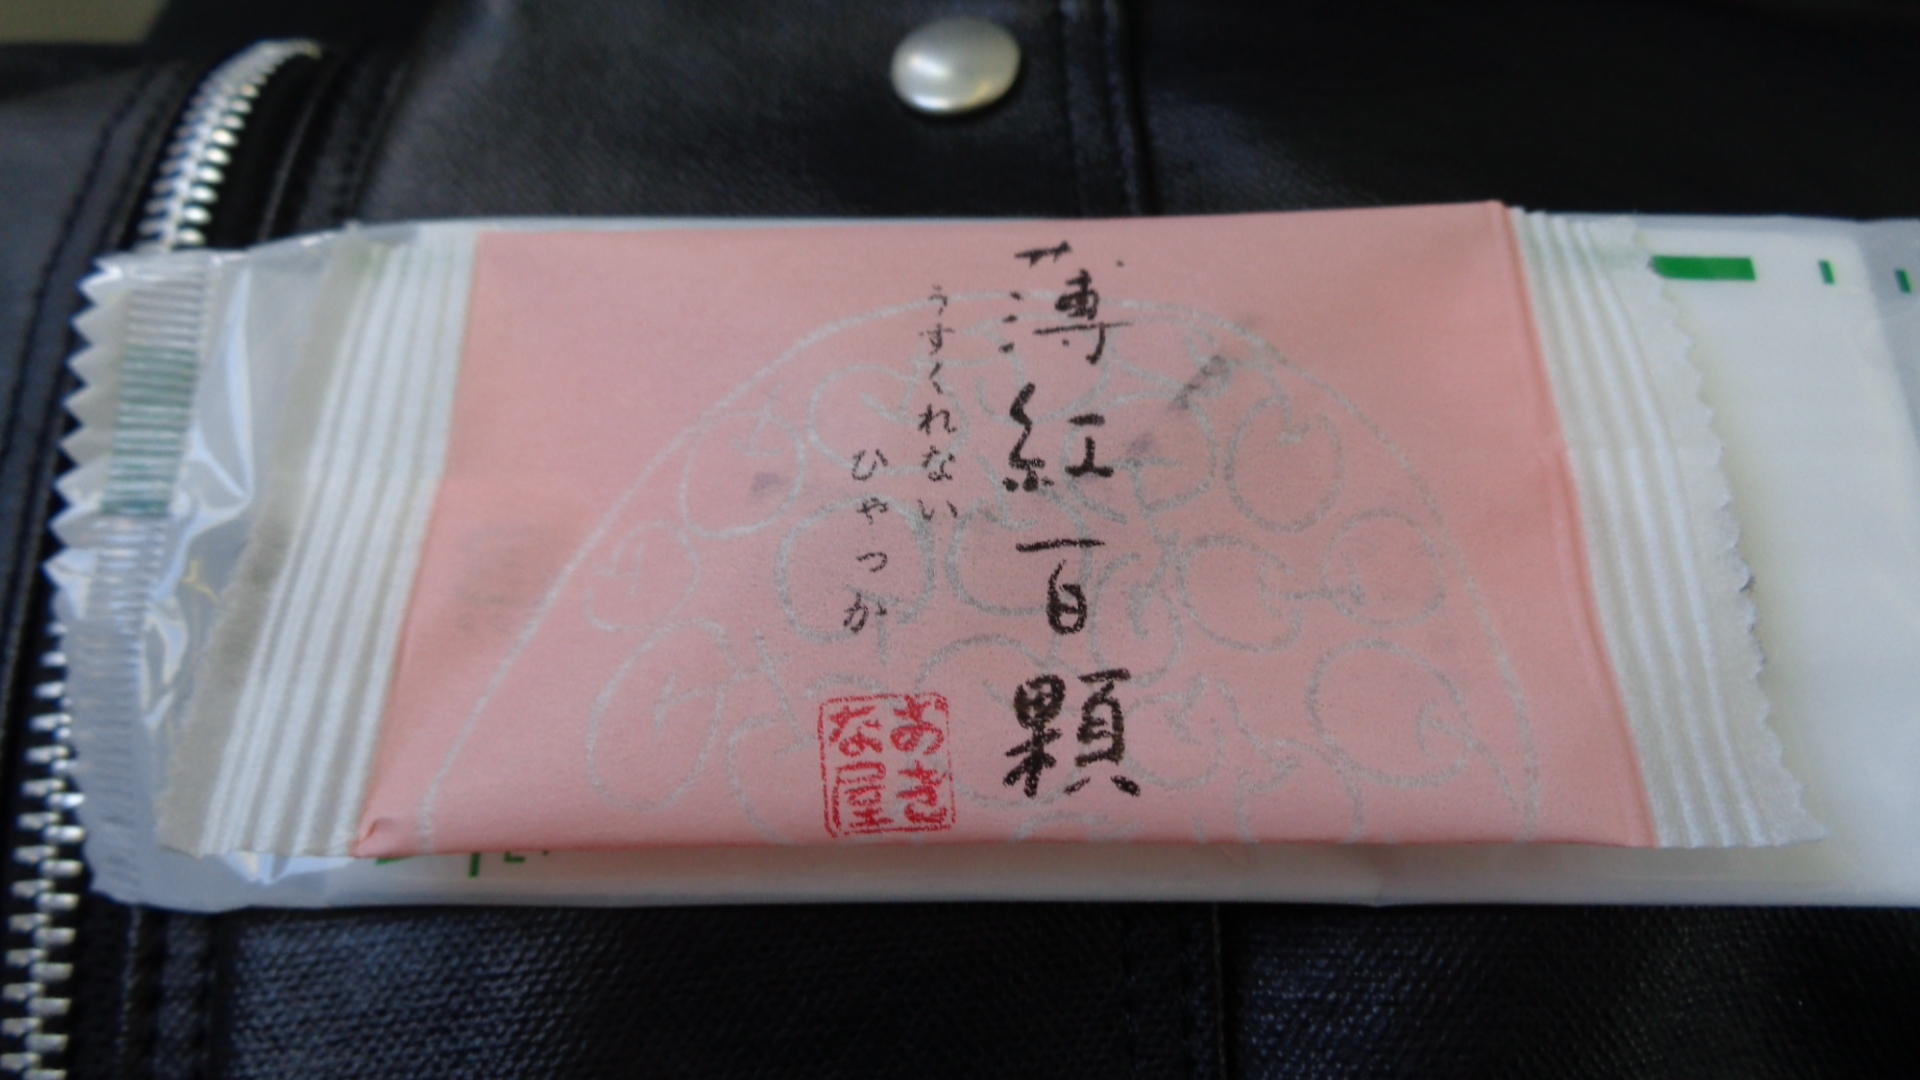 薄紅百顆
うすくれない
ひゃっか
おきな屋